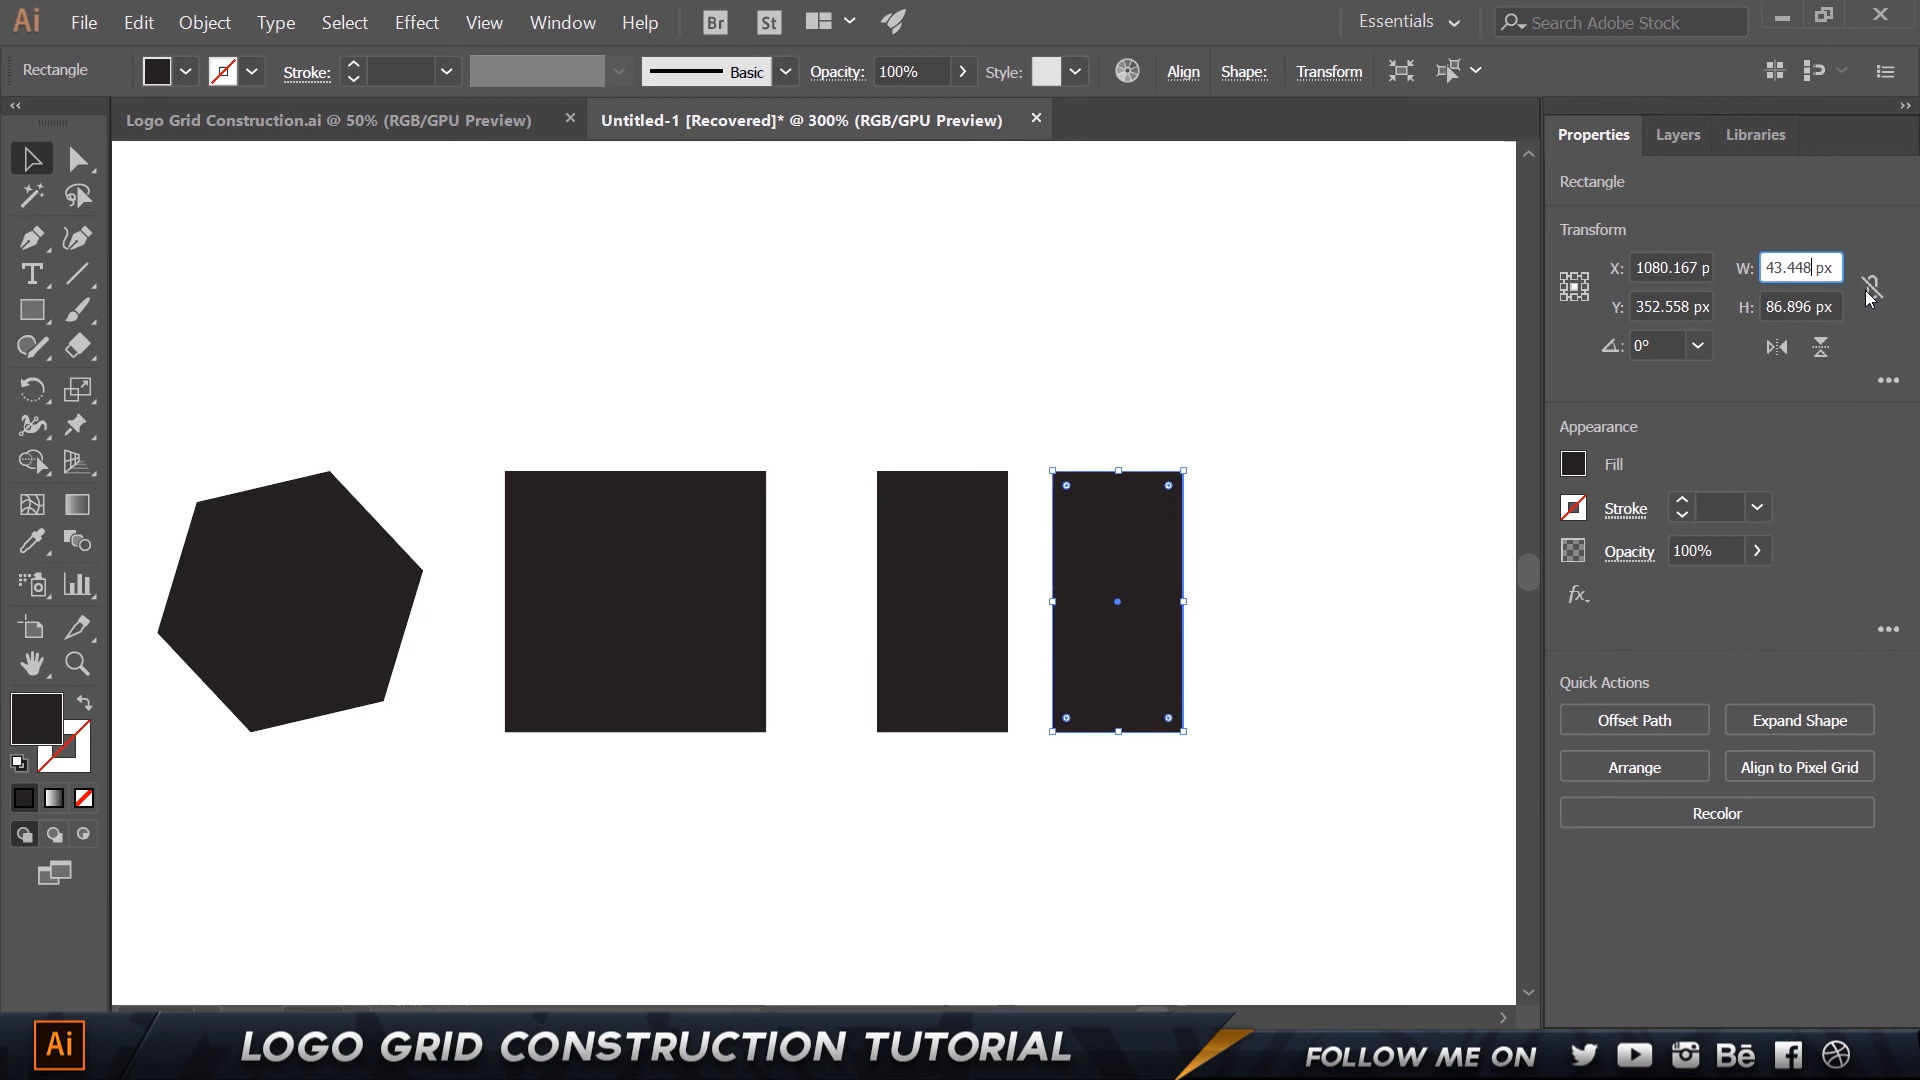 Ai File Edit Object Type Select Effect View Window Help Br St Essentials Search Adobe Stock
Rectangle Stroke: Basic Opacity: 100% Style: Align Shape: Transform
Logo Grid Construction.ai @ 50% (RGB/GPU Preview) Untitled-1 [Recovered]* @ 300% (RGB/GPU Preview)
Properties Layers Libraries
Rectangle
Transform
X: 1080.167 p W: 43.448 px
Y: 352.558 px H: 86.896 px
0°
Appearance
Fill
Stroke
Opacity 100%
fx.
Quick Actions
Offset Path Expand Shape
Arrange Align to Pixel Grid
Recolor
Ai LOGO GRID CONSTRUCTION TUTORIAL FOLLOW ME ON Bē